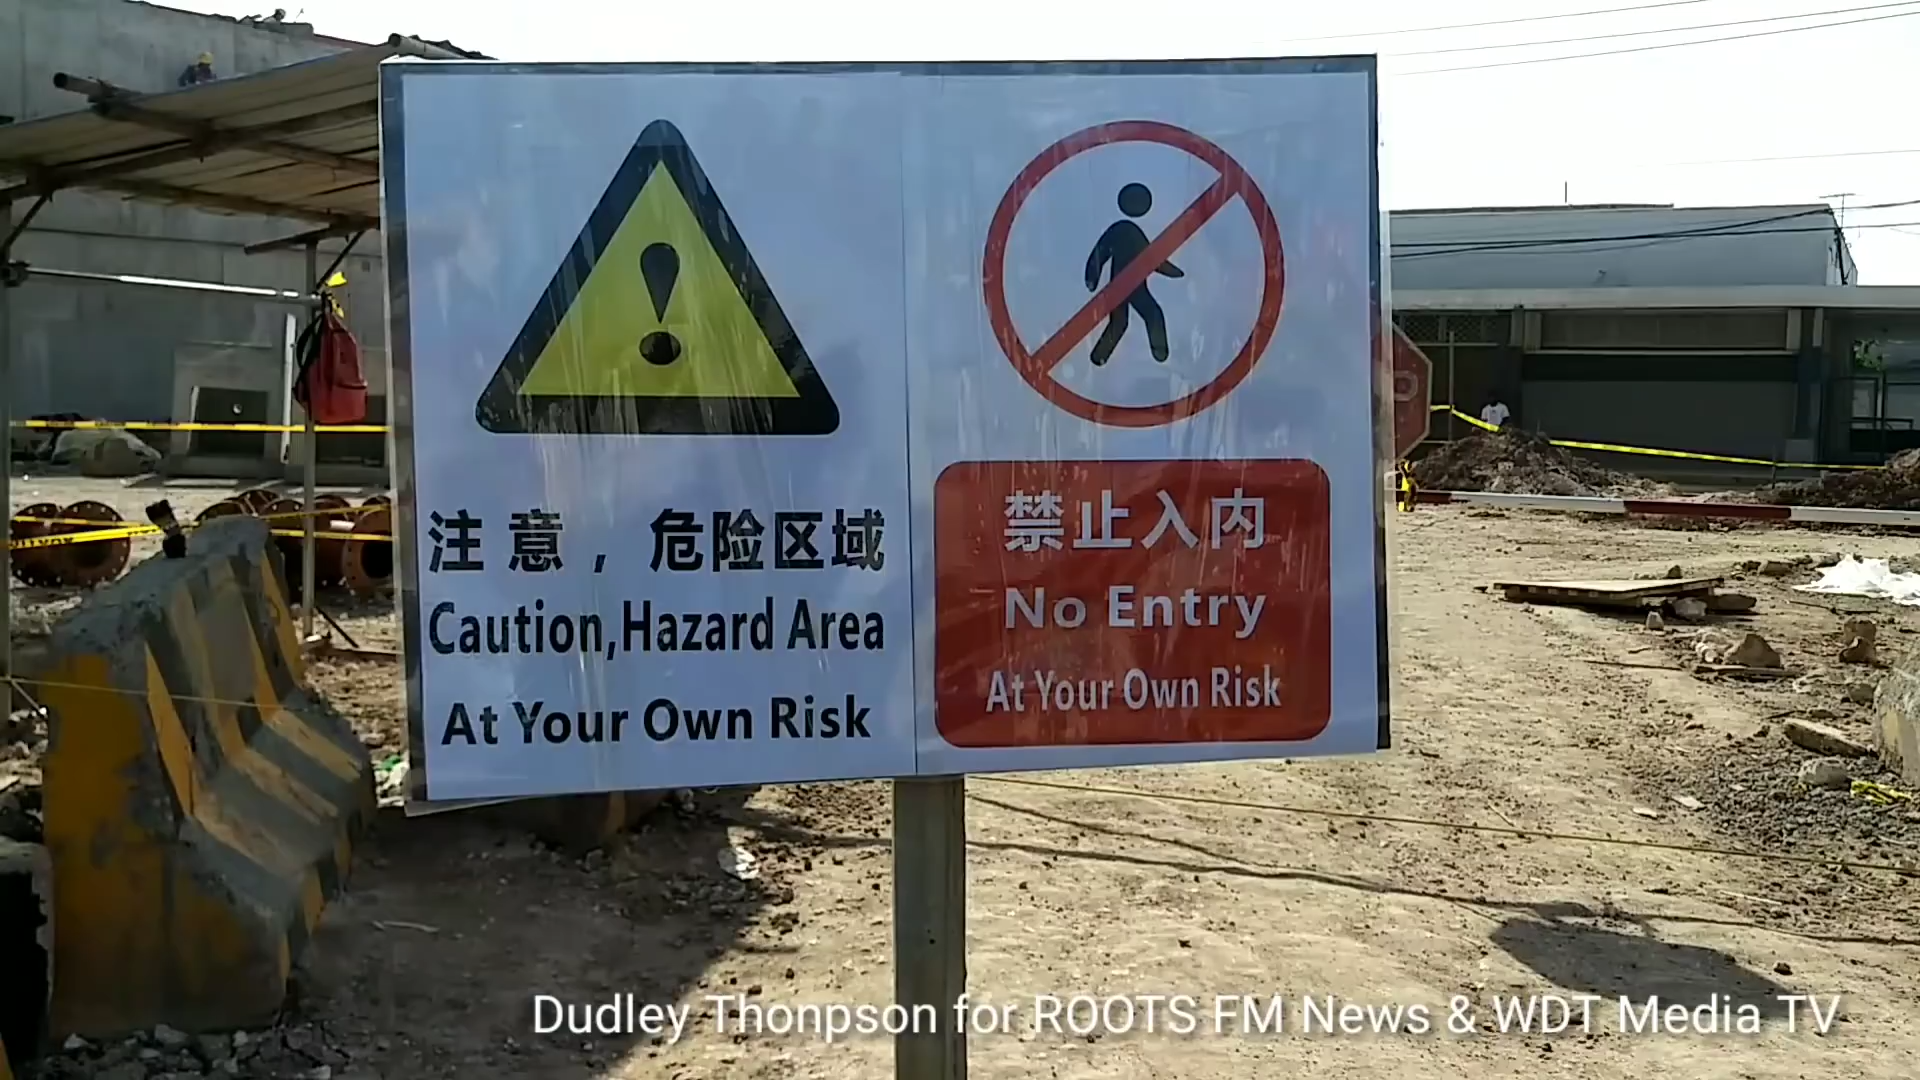 注意，危险区域
Caution,Hazard Area
At Your Own Risk
禁止入内
No Entry
At Your Own Risk
Dudley Thonpson for ROOTS FM News & WDT Media TV